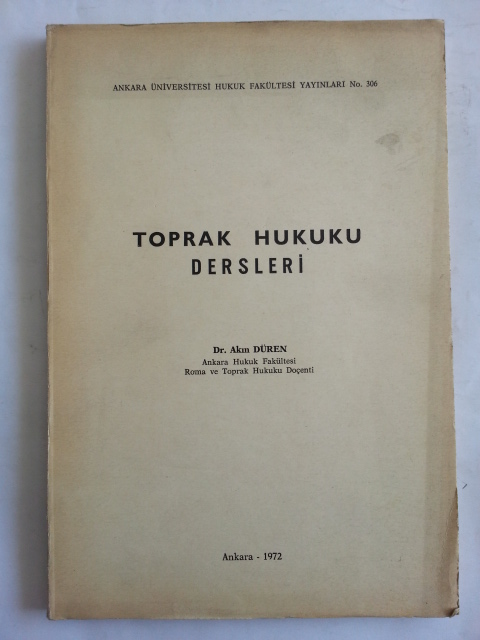 ANKARA ÜNİVERSİTESİ HUKUK FAKÜLTESİ YAYINLARI No. 306
TOPRAK HUKUKU
DERSLERİ
Dr. Akın DÜREN
Ankara Hukuk Fakültesi
Roma ve Toprak Hukuku Doçenti
Ankara - 1972